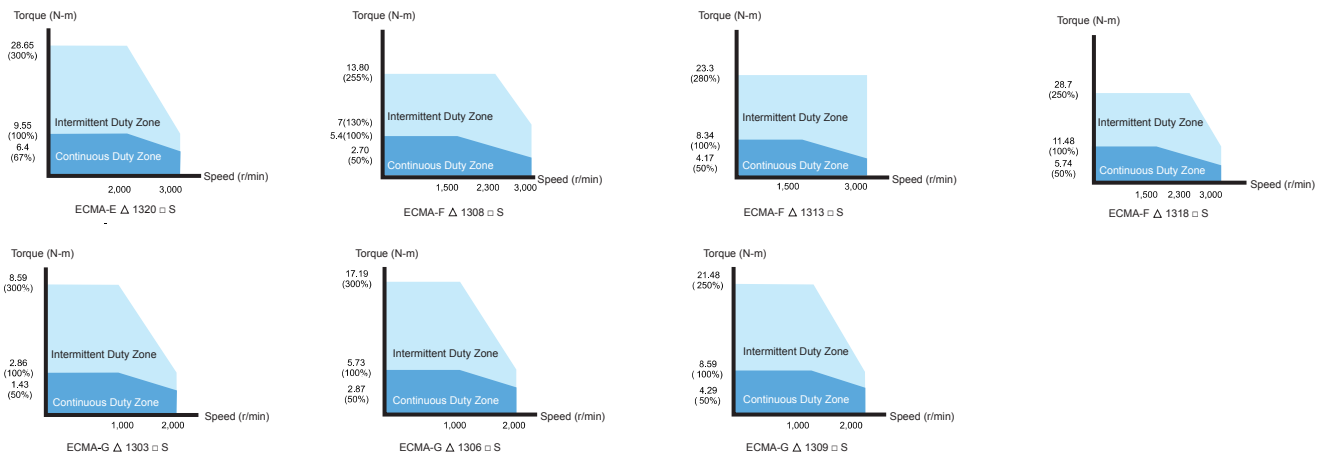 Torque (N-m)
28.65
(300%)
9.55
(100%)
6.4
(67%)
Intermittent Duty Zone
Continuous Duty Zone
Speed (r/min)
2,000 3,000
ECMA-E △ 1320 □ S
Torque (N-m)
13.80
(255%)
7(130%)
5.4(100%)
2.70
(50%)
Intermittent Duty Zone
Continuous Duty Zone
Speed (r/min)
1,500 2,300 3,000
ECMA-F △ 1308 □ S
Torque (N-m)
23.3
(280%)
8.34
(100%)
4.17
(50%)
Intermittent Duty Zone
Continuous Duty Zone
Speed (r/min)
1,500 3,000
ECMA-F △ 1313 □ S
Torque (N-m)
28.7
(250%)
11.48
(100%)
5.74
(50%)
Intermittent Duty Zone
Continuous Duty Zone
Speed (r/min)
1,500 2,300 3,000
ECMA-F △ 1318 □ S
Torque (N-m)
8.59
(300%)
2.86
(100%)
1.43
(50%)
Intermittent Duty Zone
Continuous Duty Zone
Speed (r/min)
1,000 2,000
ECMA-G △ 1303 □ S
Torque (N-m)
17.19
(300%)
5.73
(100%)
2.87
(50%)
Intermittent Duty Zone
Continuous Duty Zone
Speed (r/min)
1,000 2,000
ECMA-G △ 1306 □ S
Torque (N-m)
21.48
( 250%)
8.59
( 100%)
4.29
( 50%)
Intermittent Duty Zone
Continuous Duty Zone
Speed (r/min)
1,000 2,000
ECMA-G △ 1309 □ S